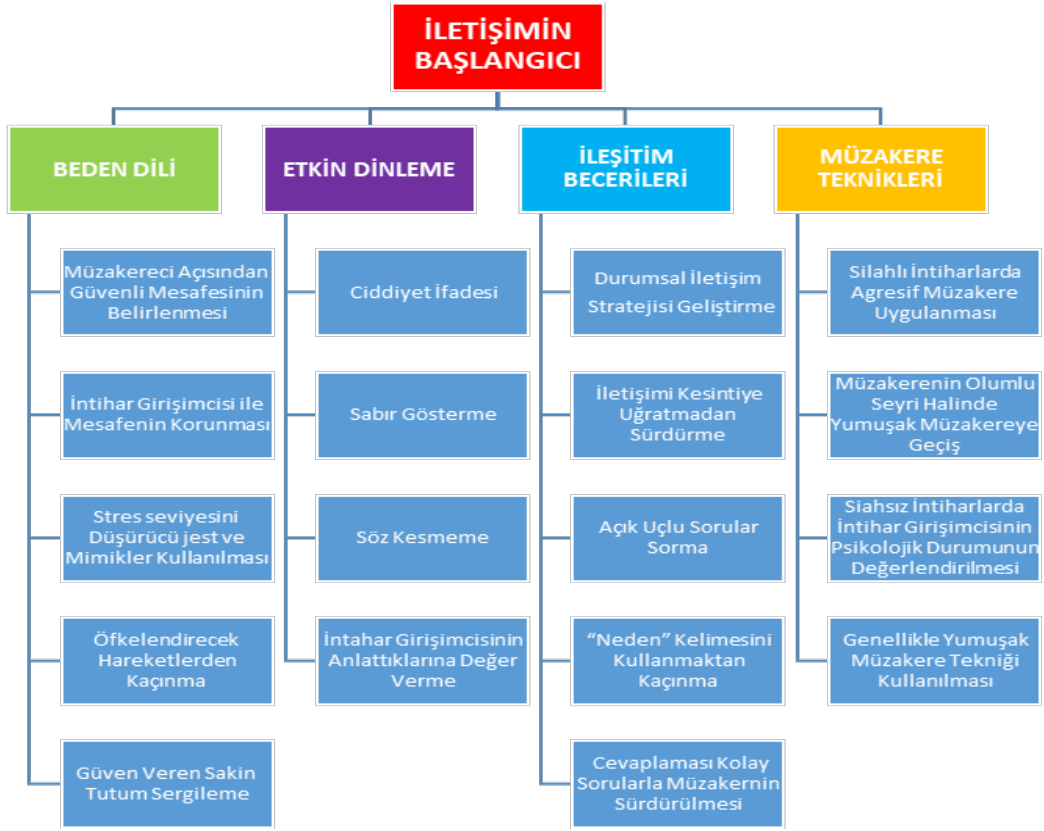 İLETİŞİMİN
BAŞLANGICI
BEDEN DİLİ
Müzakereci Açısından
Güvenli Mesafesinin
Belirlenmesi
İntihar Girişimcisi ile
Mesafenin Korunması
Stres seviyesini
Düşürücü jest ve
Mimikler Kullanılması
Öfkelendirecek
Hareketlerden
Kaçınma
Güven Veren Sakin
Tutum Sergileme
ETKİN DİNLEME
Ciddiyet İfadesi
Sabır Gösterme
Söz Kesmeme
İntahar Girişimcisinin
Anlattıklarına Değer
Verme
İLEŞİTİM
BECERİLERİ
Durumsal İletişim
Stratejisi Geliştirme
İletişimi Kesintiye
Uğratmadan
Sürdürme
Açık Uçlu Sorular
Sorma
“Neden” Kelimesini
Kullanmaktan
Kaçınma
Cevaplaması Kolay
Sorularla Müzakernin
Sürdürülmesi
MÜZAKERE
TEKNİKLERİ
Silahlı İntiharlarda
Agresif Müzakere
Uygulanması
Müzakerenin Olumlu
Seyri Halinde
Yumuşak Müzakereye
Geçiş
Siahsız İntiharlarda
İntihar Girişimcisinin
Psikolojik Durumunun
Değerlendirilmesi
Genellikle Yumuşak
Müzakere Tekniği
Kullanılması